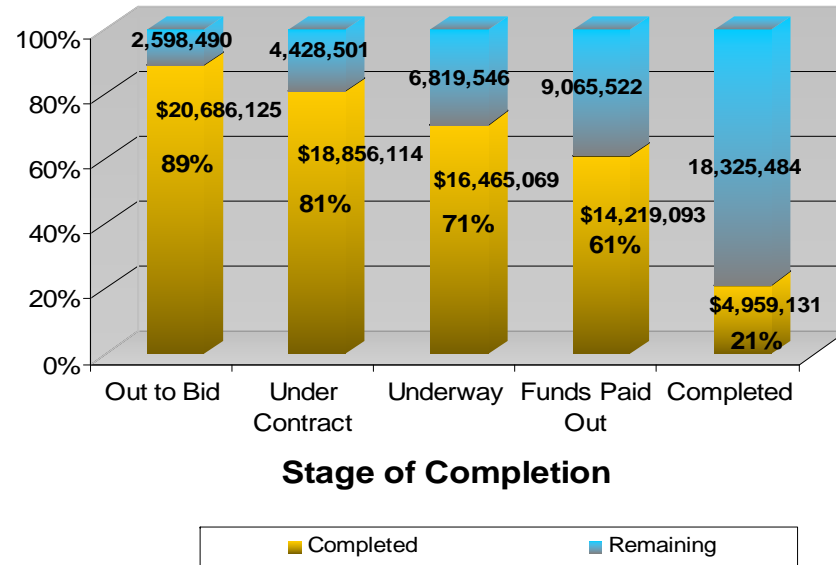 100%
80%
60%
40%
20%
0%
2,598,490
$20,686,125
89%
4,428,501
$18,856,114
81%
6,819,546
$16,465,069
71%
9,065,522
$14,219,093
61%
18,325,484
$4,959,131
21%
Out to Bid
Under
Contract
Underway
Funds Paid
Out
Completed
Stage of Completion
Completed
Remaining